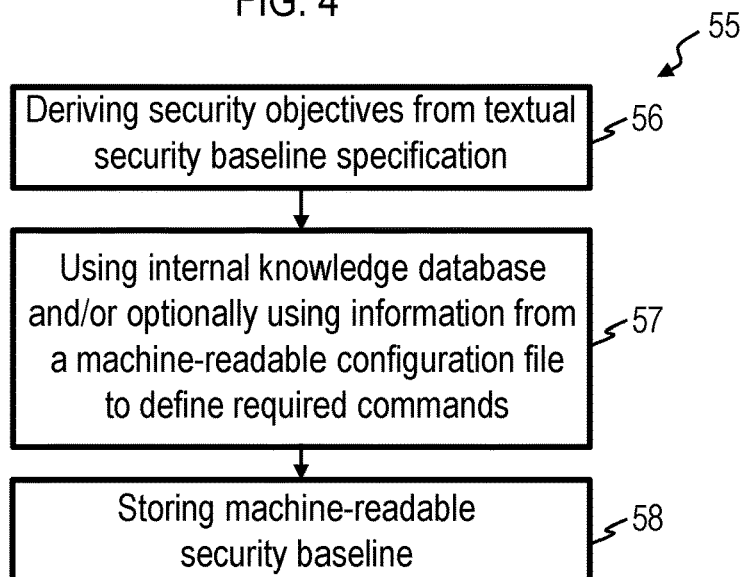 FIG. 4
55
Deriving security objectives from textual
security baseline specification
56
Using internal knowledge database
and/or optionally using information from
a machine-readable configuration file
to define required commands
57
Storing machine-readable
security baseline
58